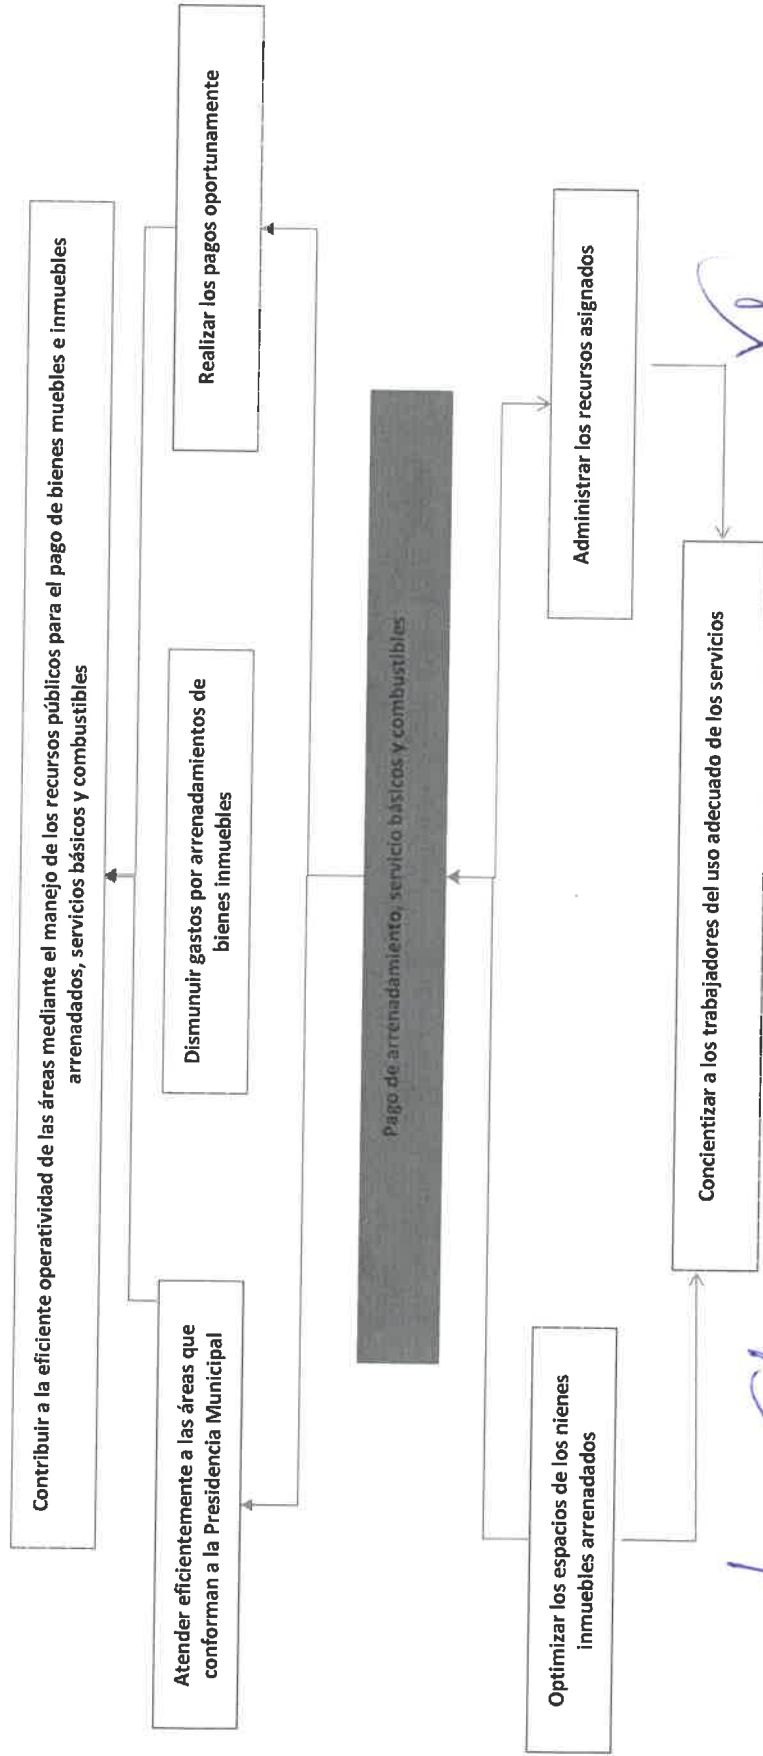 Contribuir a la eficiente operatividad de las áreas mediante el manejo de los recursos públicos para el pago de bienes muebles e inmuebles
arrenadados, servicios básicos y combustibles
Atender eficientemente a las áreas que
conforman a la Presidencia Municipal
Dismunuir gastos por arrenadamientos de
bienes inmuebles
Realizar los pagos oportunamente
Pago de arrenadamiento, servicio básicos y combustibles
Optimizar los espacios de los nienes
inmuebles arrenadados
Administrar los recursos asignados
Concientizar a los trabajadores del uso adecuado de los servicios